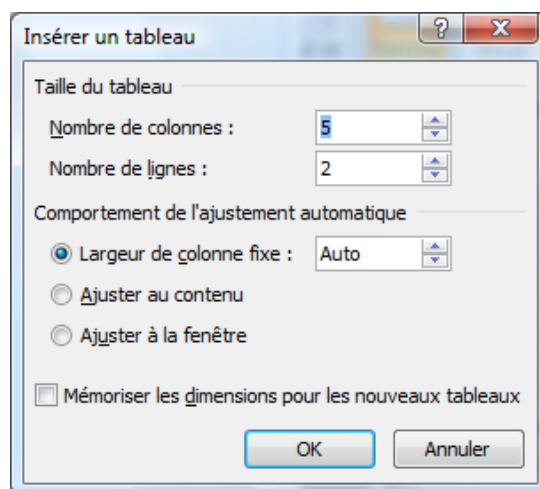 Insérer un tableau
Taille du tableau
Nombre de colonnes : 5
Nombre de lignes : 2
Comportement de l'ajustement automatique
Largeur de colonne fixe : Auto
Ajuster au contenu
Ajuster à la fenêtre
Mémoriser les dimensions pour les nouveaux tableaux
OK Annuler